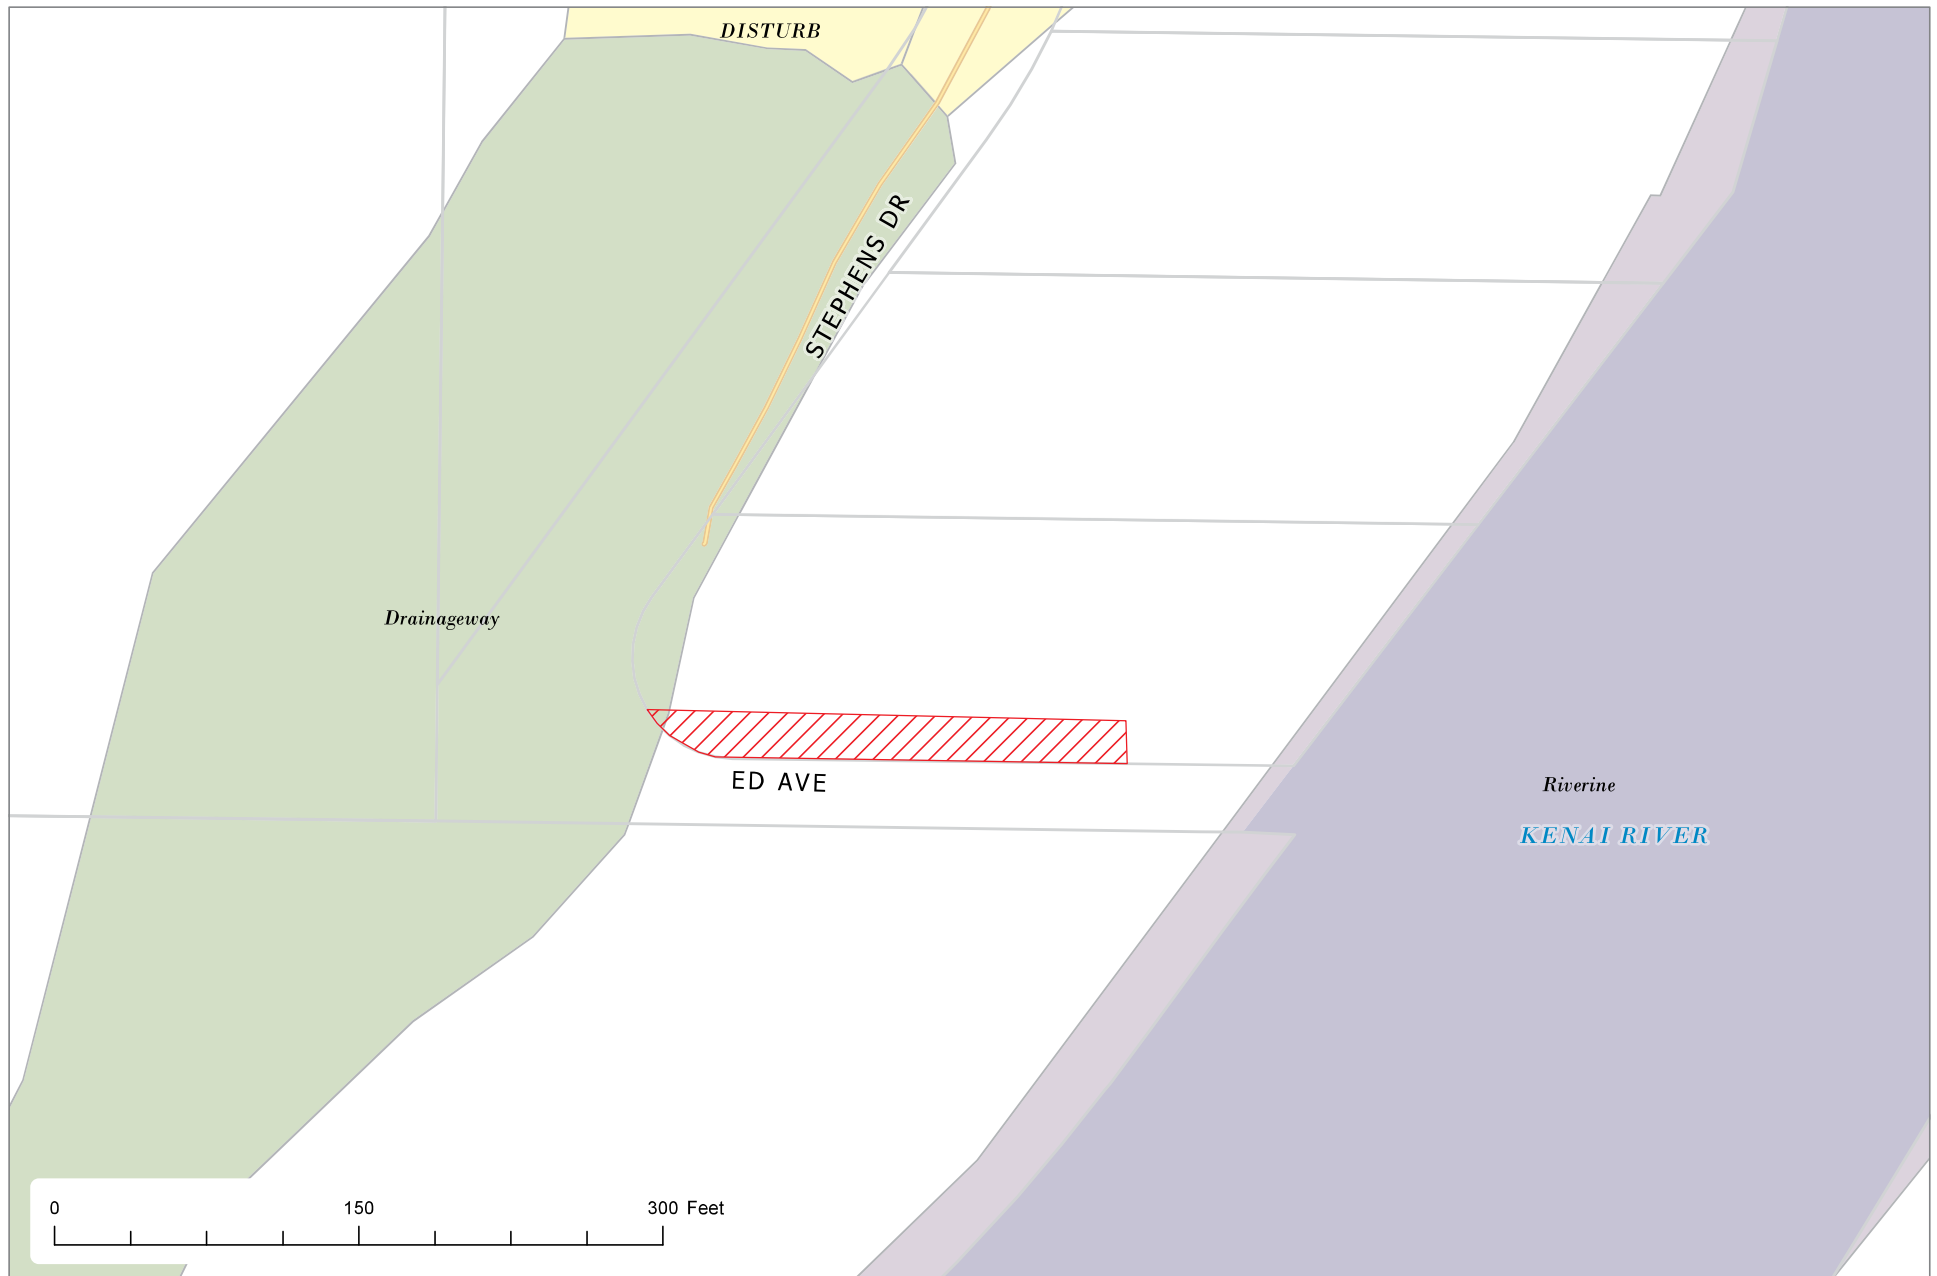 DISTURB
STEPHENS DR
Drainageway
ED AVE
Riverine
KENAI RIVER
0 150 300 Feet